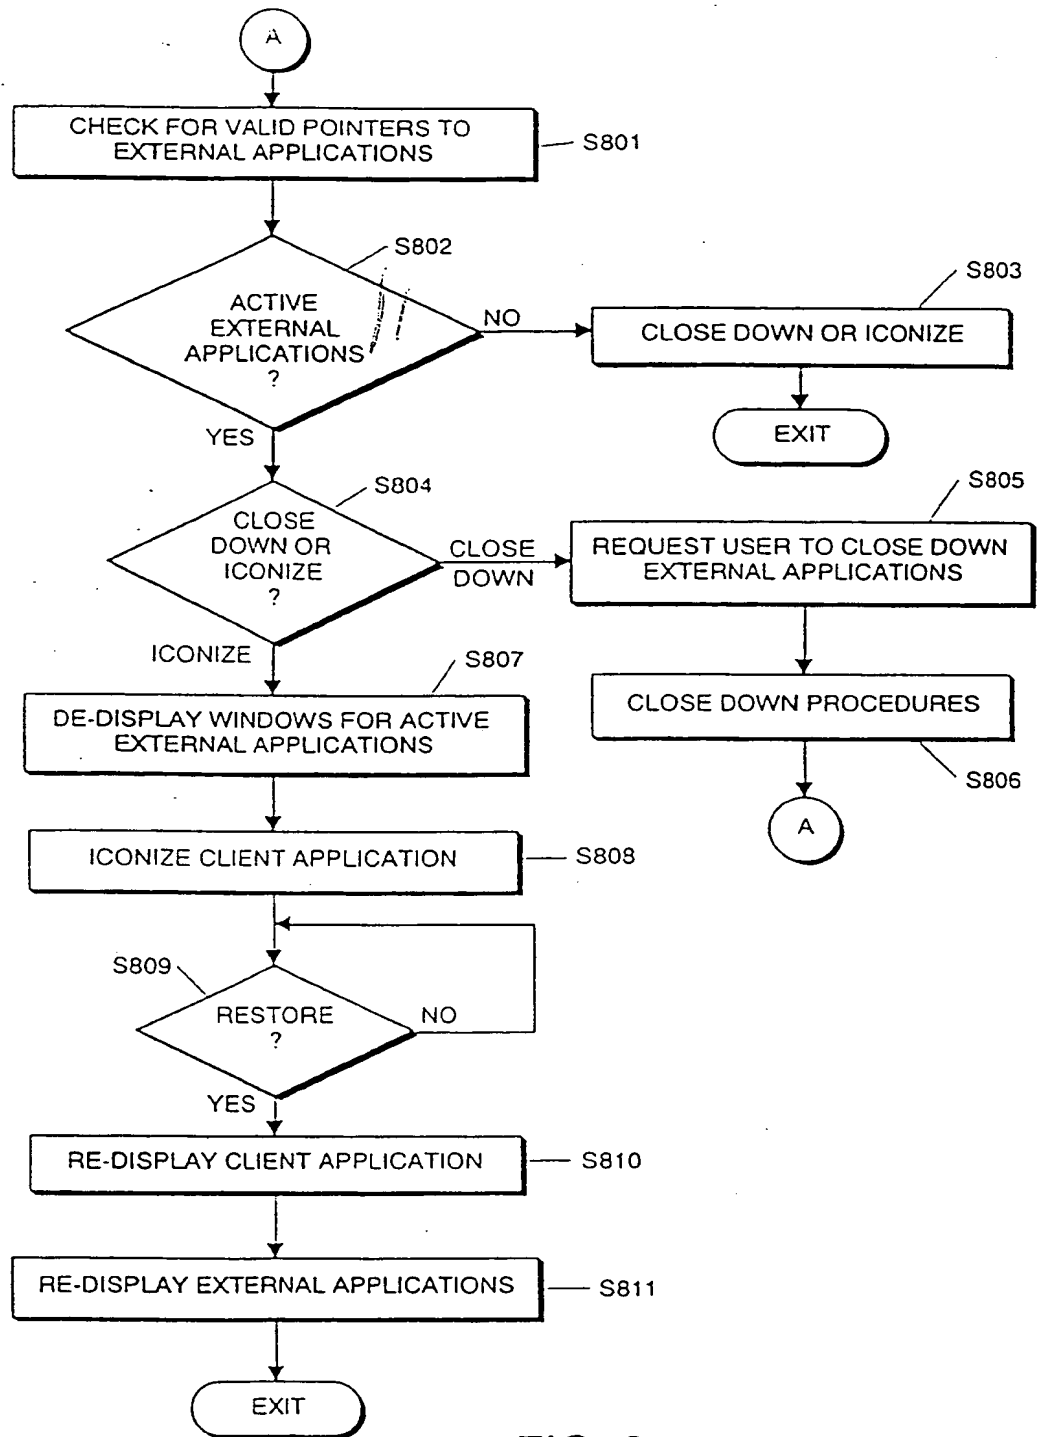 A
CHECK FOR VALID POINTERS TO
EXTERNAL APPLICATIONS
S801
S802
ACTIVE
EXTERNAL
APPLICATIONS
?
NO
YES
S803
CLOSE DOWN OR ICONIZE
EXIT
S804
CLOSE
DOWN OR
ICONIZE
?
CLOSE
DOWN
ICONIZE
S805
REQUEST USER TO CLOSE DOWN
EXTERNAL APPLICATIONS
CLOSE DOWN PROCEDURES
S806
A
S807
DE-DISPLAY WINDOWS FOR ACTIVE
EXTERNAL APPLICATIONS
ICONIZE CLIENT APPLICATION
S808
S809
RESTORE
?
NO
YES
RE-DISPLAY CLIENT APPLICATION
S810
RE-DISPLAY EXTERNAL APPLICATIONS
S811
EXIT